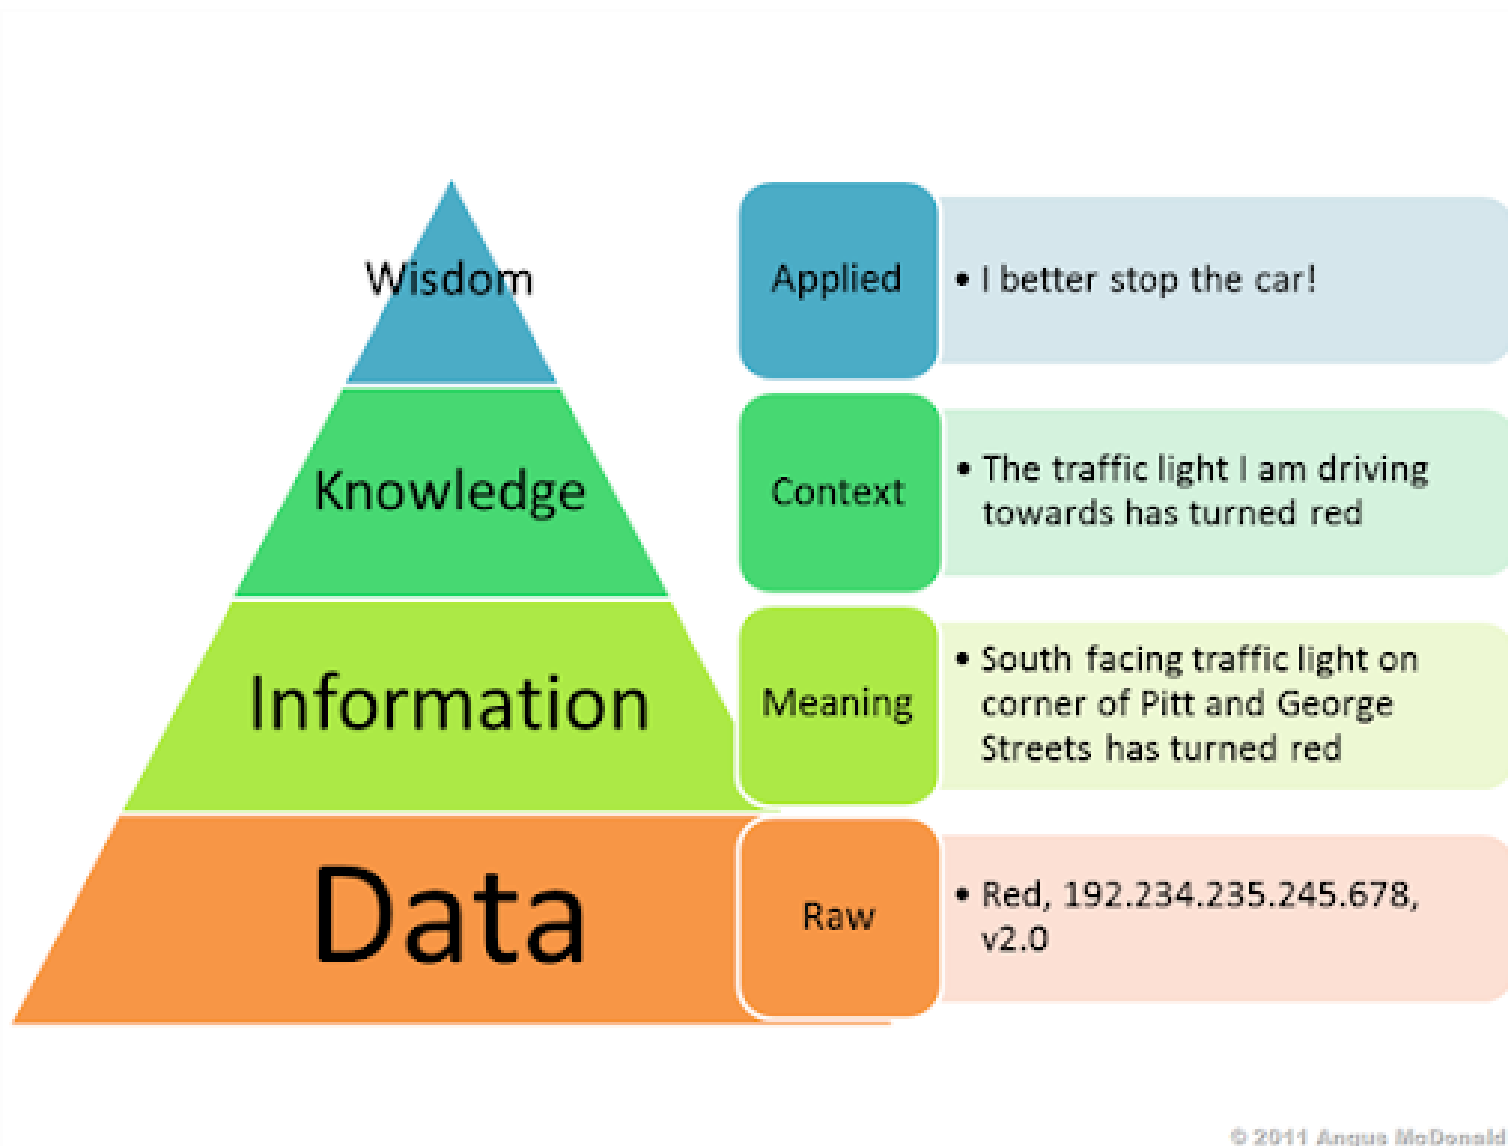 Wisdom
Applied
• I better stop the car!
Knowledge
Context
• The traffic light I am driving
towards has turned red
Information
Meaning
• South facing traffic light on
corner of Pitt and George
Streets has turned red
Data
Raw
• Red, 192.234.235.245.678,
v2.0
© 2011 Angus McDonald